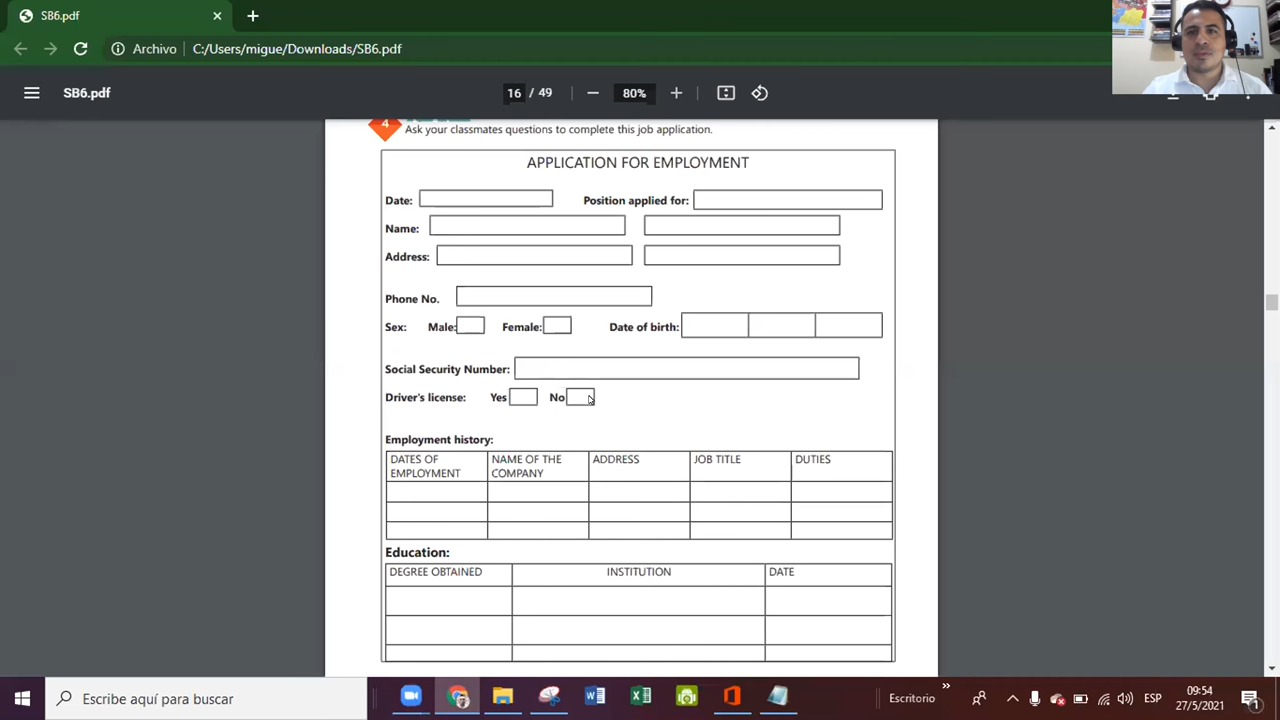 SB6.pdf
Archivo C:/Users/migue/Downloads/SB6.pdf
SB6.pdf 16 / 49 80%
4
Ask your classmates questions to complete this job application.
APPLICATION FOR EMPLOYMENT
Date: Position applied for:
Name:
Address:
Phone No.
Sex: Male: Female: Date of birth:
Social Security Number:
Driver's license: Yes No
Employment history:
DATES OF EMPLOYMENT NAME OF THE COMPANY ADDRESS JOB TITLE DUTIES
Education:
DEGREE OBTAINED INSTITUTION DATE
Escribe aquí para buscar Escritorio » ESP 09:54
27/5/2021 1